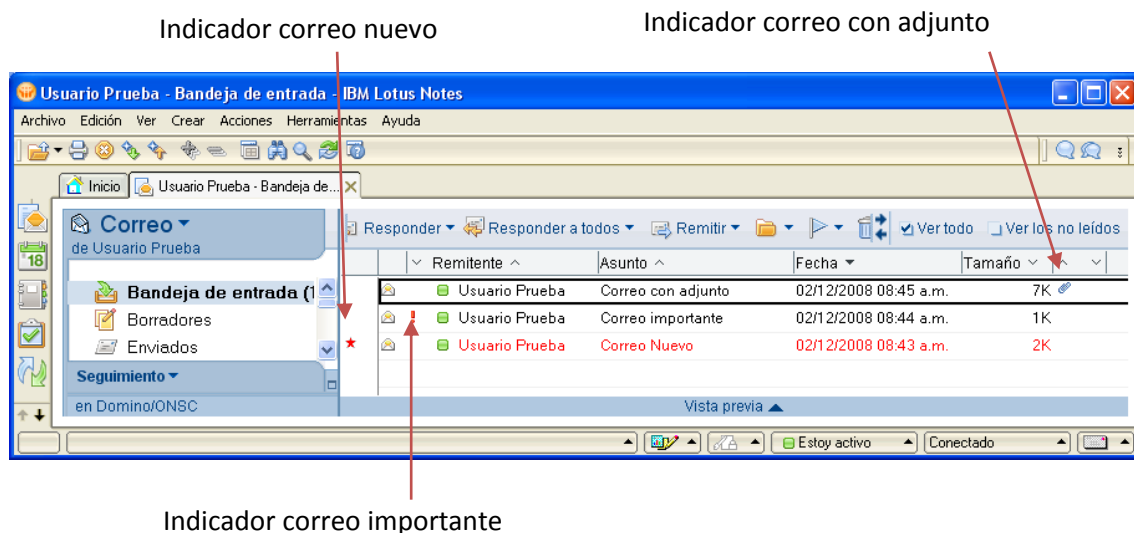 Indicador correo nuevo
Indicador correo con adjunto
Usuario Prueba - Bandeja de entrada - IBM Lotus Notes
Archivo Edición Ver Crear Acciones Herramientas Ayuda
Inicio Usuario Prueba - Bandeja de...
Correo
de Usuario Prueba
Responder Responder a todos Remitir Ver todo Ver los no leídos
18
Remitente Asunto Fecha Tamaño
Bandeja de entrada (1
Usuario Prueba Correo con adjunto 02/12/2008 08:45 a.m. 7K
Borradores
! Usuario Prueba Correo importante 02/12/2008 08:44 a.m. 1K
Enviados
Usuario Prueba Correo Nuevo 02/12/2008 08:43 a.m. 2K
Seguimiento
en Domino/ONSC
Vista previa
Estoy activo Conectado
Indicador correo importante